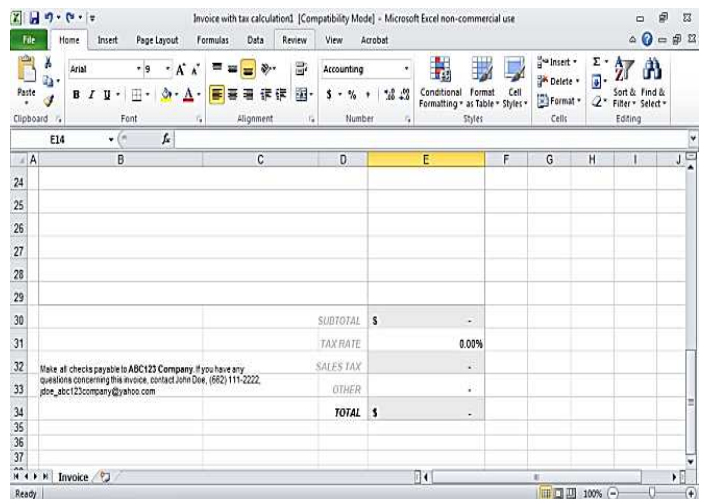 Invoice with tax calculation1 [Compatibility Mode] - Microsoft Excel non-commercial use
File Home Insert Page Layout Formulas Data Review View Acrobat
Arial 9 A A Accounting Insert Σ
Paste B I U A $ % , .0 .00 Conditional Formatting Format as Table Cell Styles Delete Format Sort & Filter Find & Select
Clipboard Font Alignment Number Styles Cells Editing
E14 fx
A B C D E F G H I J
24
25
26
27
28
29
30 SUBTOTAL $ -
31 TAX RATE 0.00%
32 SALES TAX -
Make all checks payable to ABC123 Company. If you have any
questions concerning this invoice, contact John Doe, (662) 111-2222,
33 jdoe_abc123company@yahoo.com OTHER -
34 TOTAL $ -
35
36
37
Invoice
Ready 100%